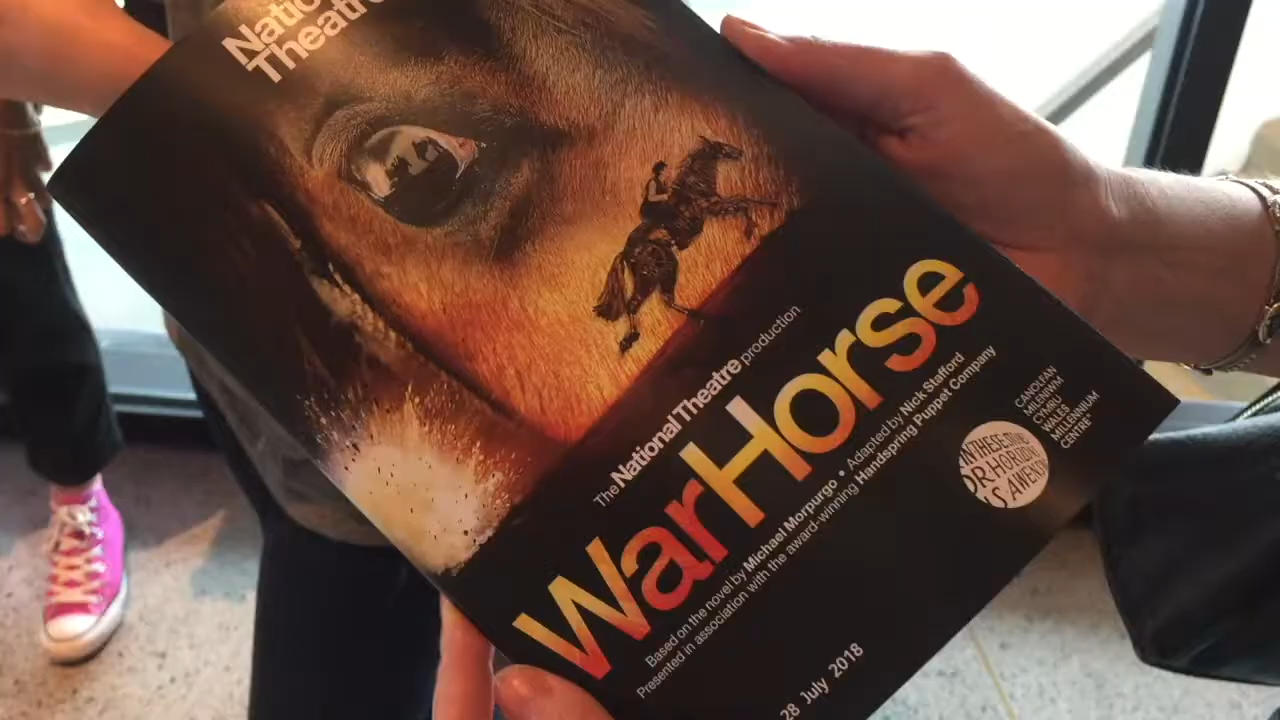 National
Theatre
The National Theatre production
WarHorse
Based on the novel by Michael Morpurgo • Adapted by Nick Stafford
Presented in association with the award-winning Handspring Puppet Company
28 July 2018
CANOLFAN
MILENIWM
CYMRU
WALES
MILLENNIUM
CENTRE